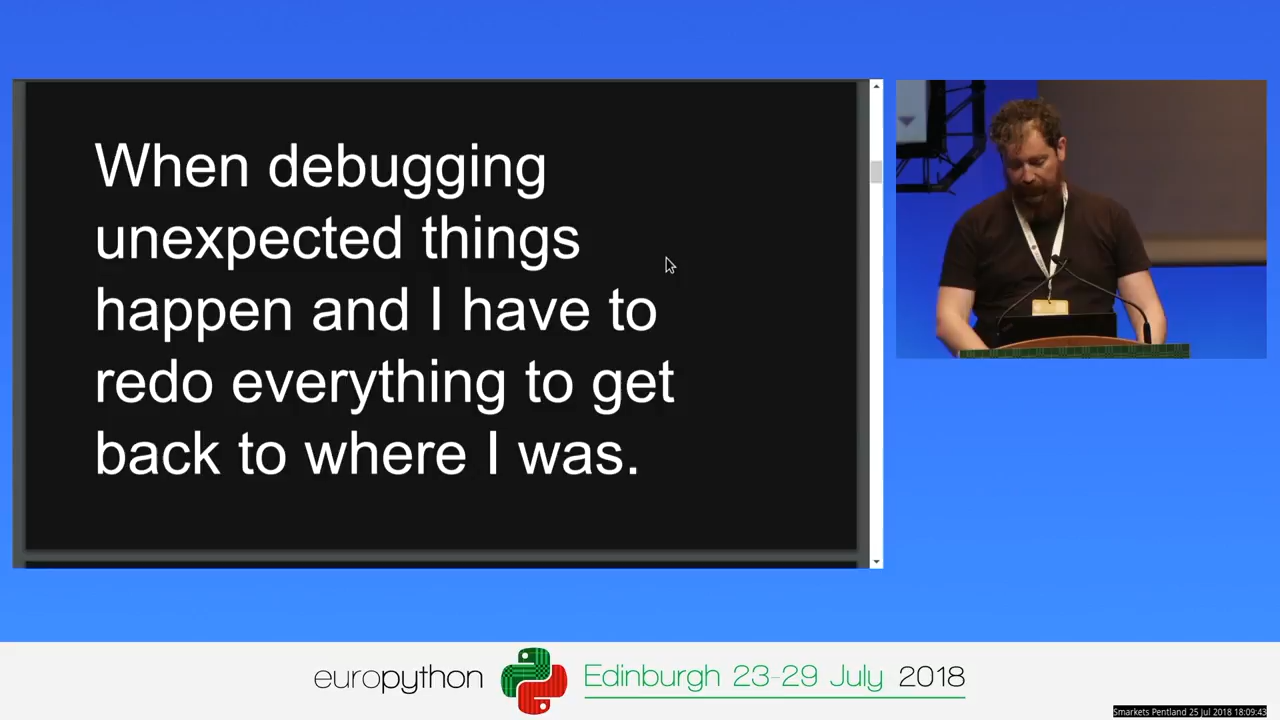 When debugging
unexpected things
happen and I have to
redo everything to get
back to where I was.
europython
Edinburgh 23-29 July 2018
Smarkets Pentland 25 Jul 2018 18:09:43